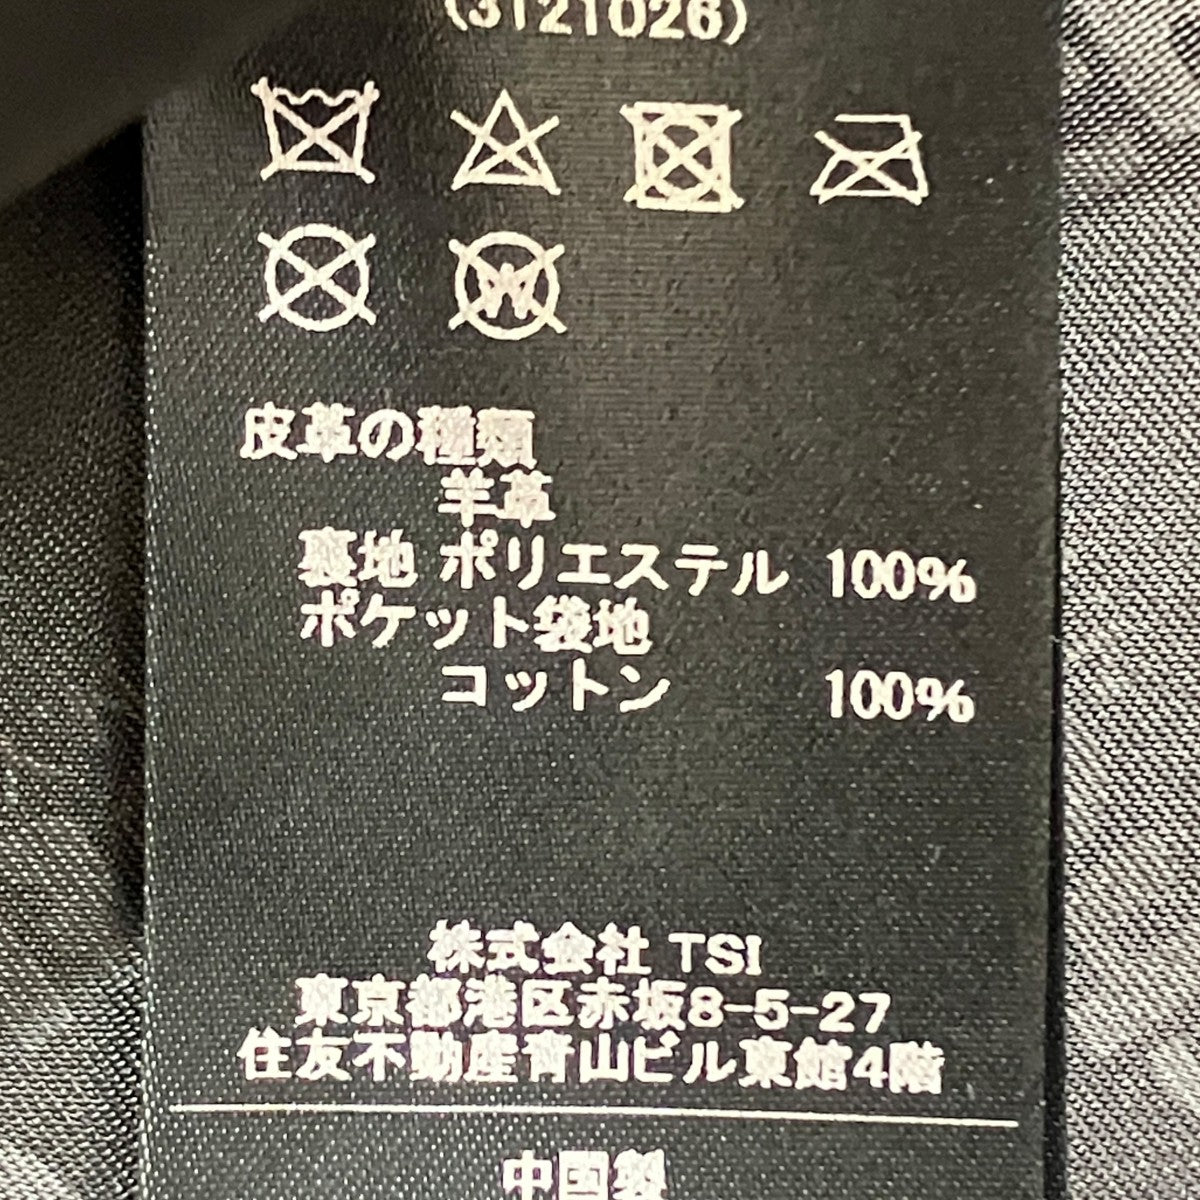 (3121026)
皮革の種類
羊革
裏地 ポリエステル 100%
ポケット袋地
コットン 100%
株式会社 TSI
東京都港区赤坂8-5-27
住友不動産青山ビル東館4階
中国製